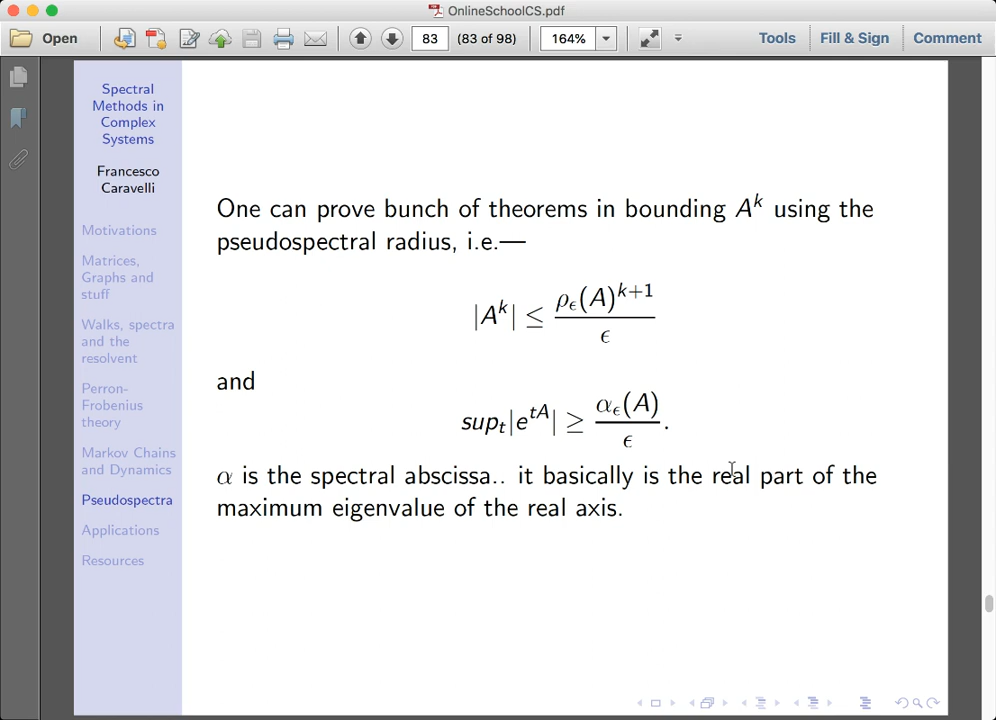 OnlineSchoolCS.pdf
Open 83 (83 of 98) 164% Tools Fill & Sign Comment
Spectral
Methods in
Complex
Systems
Francesco
Caravelli
Motivations
Matrices,
Graphs and
stuff
Walks, spectra
and the
resolvent
Perron-
Frobenius
theory
Markov Chains
and Dynamics
Pseudospectra
Applications
Resources
One can prove bunch of theorems in bounding A^k using the
pseudospectral radius, i.e.—
|A^k| ≤ ρ_ϵ(A)^{k+1} / ϵ
and
sup_t|e^{tA}| ≥ α_ϵ(A) / ϵ.
α is the spectral abscissa.. it basically is the real part of the
maximum eigenvalue of the real axis.